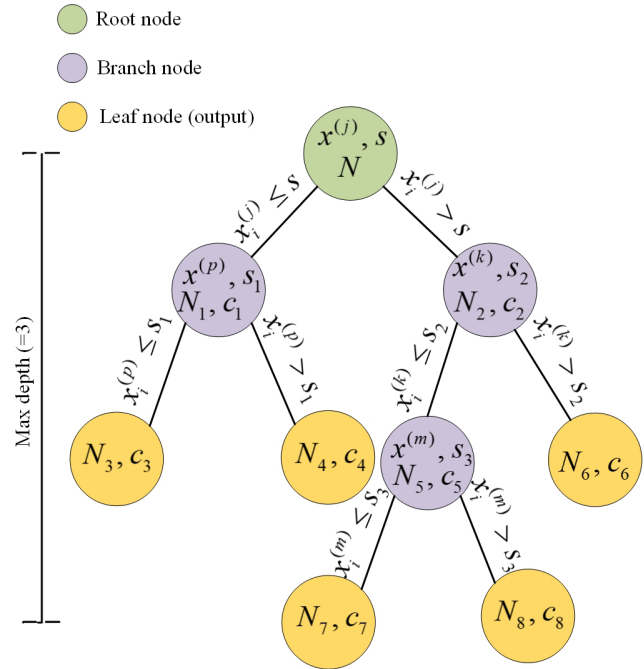 Root node
Branch node
Leaf node (output)
Max depth (=3)
x^(j), s
N
x_i^(j) ≤ s
x_i^(j) > s
x^(p), s_1
N_1, c_1
x^(k), s_2
N_2, c_2
x_i^(p) ≤ s_1
x_i^(p) > s_1
x_i^(k) ≤ s_2
x_i^(k) > s_2
N_3, c_3
N_4, c_4
x^(m), s_3
N_5, c_5
N_6, c_6
x_i^(m) ≤ s_3
x_i^(m) > s_3
N_7, c_7
N_8, c_8